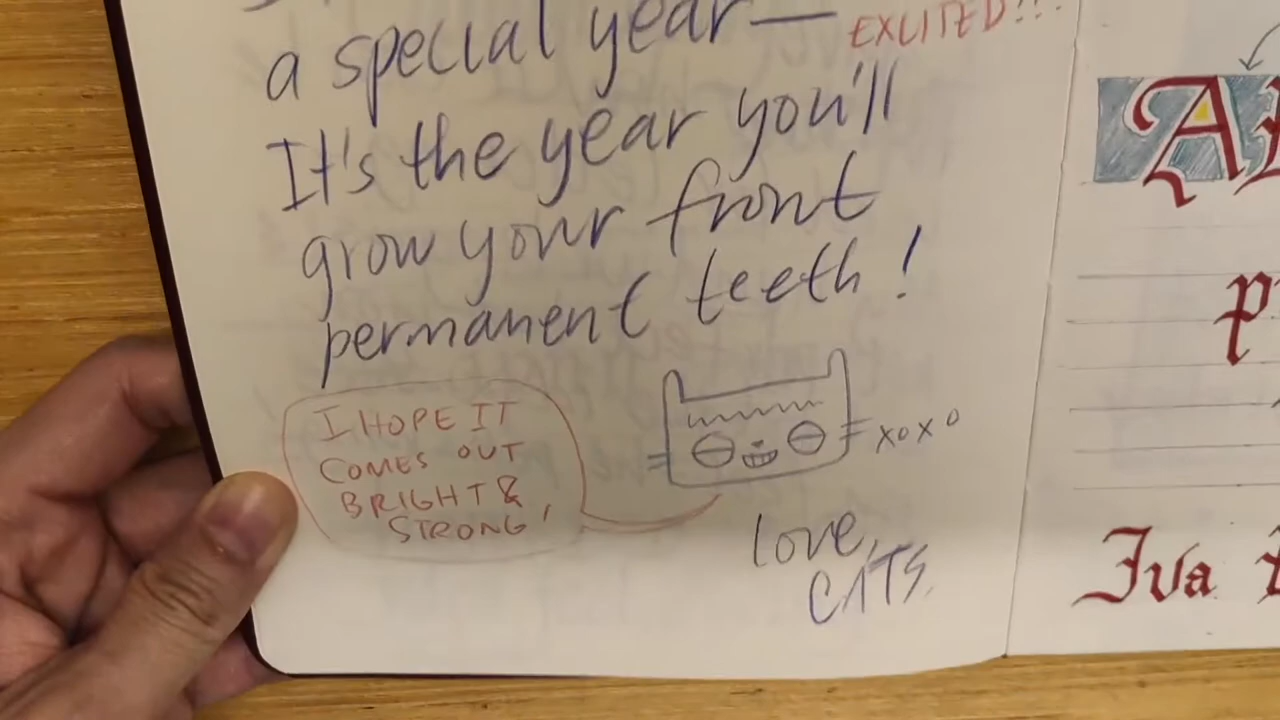 a special year—
EXCITED!!!
It's the year you'll
grow your front
permanent teeth!
I HOPE IT
COMES OUT
BRIGHT &
STRONG!
xoxo
love,
CATS.
Iva